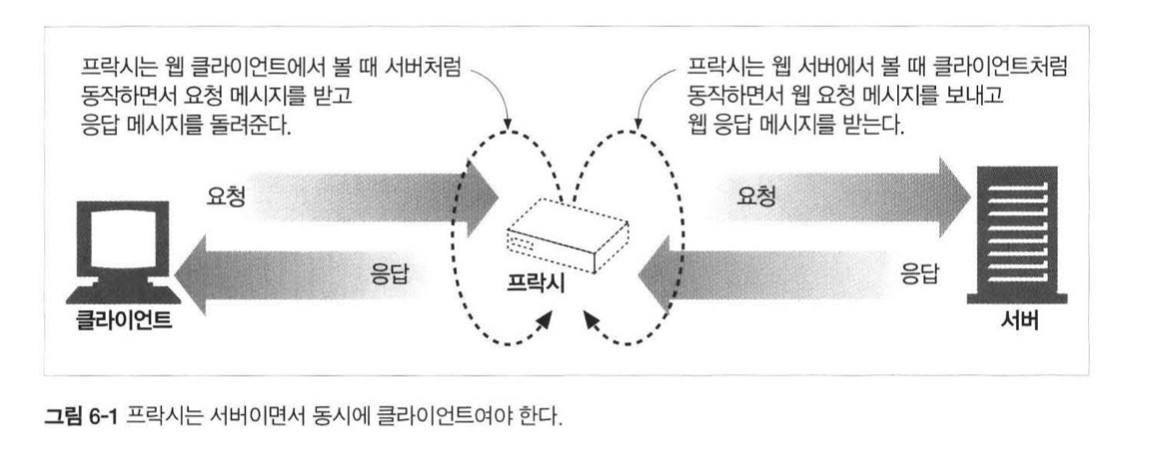 프락시는 웹 클라이언트에서 볼 때 서버처럼
동작하면서 요청 메시지를 받고
응답 메시지를 돌려준다.
프락시는 웹 서버에서 볼 때 클라이언트처럼
동작하면서 웹 요청 메시지를 보내고
웹 응답 메시지를 받는다.
요청
요청
응답
응답
프락시
클라이언트
서버
그림 6-1 프락시는 서버이면서 동시에 클라이언트여야 한다.